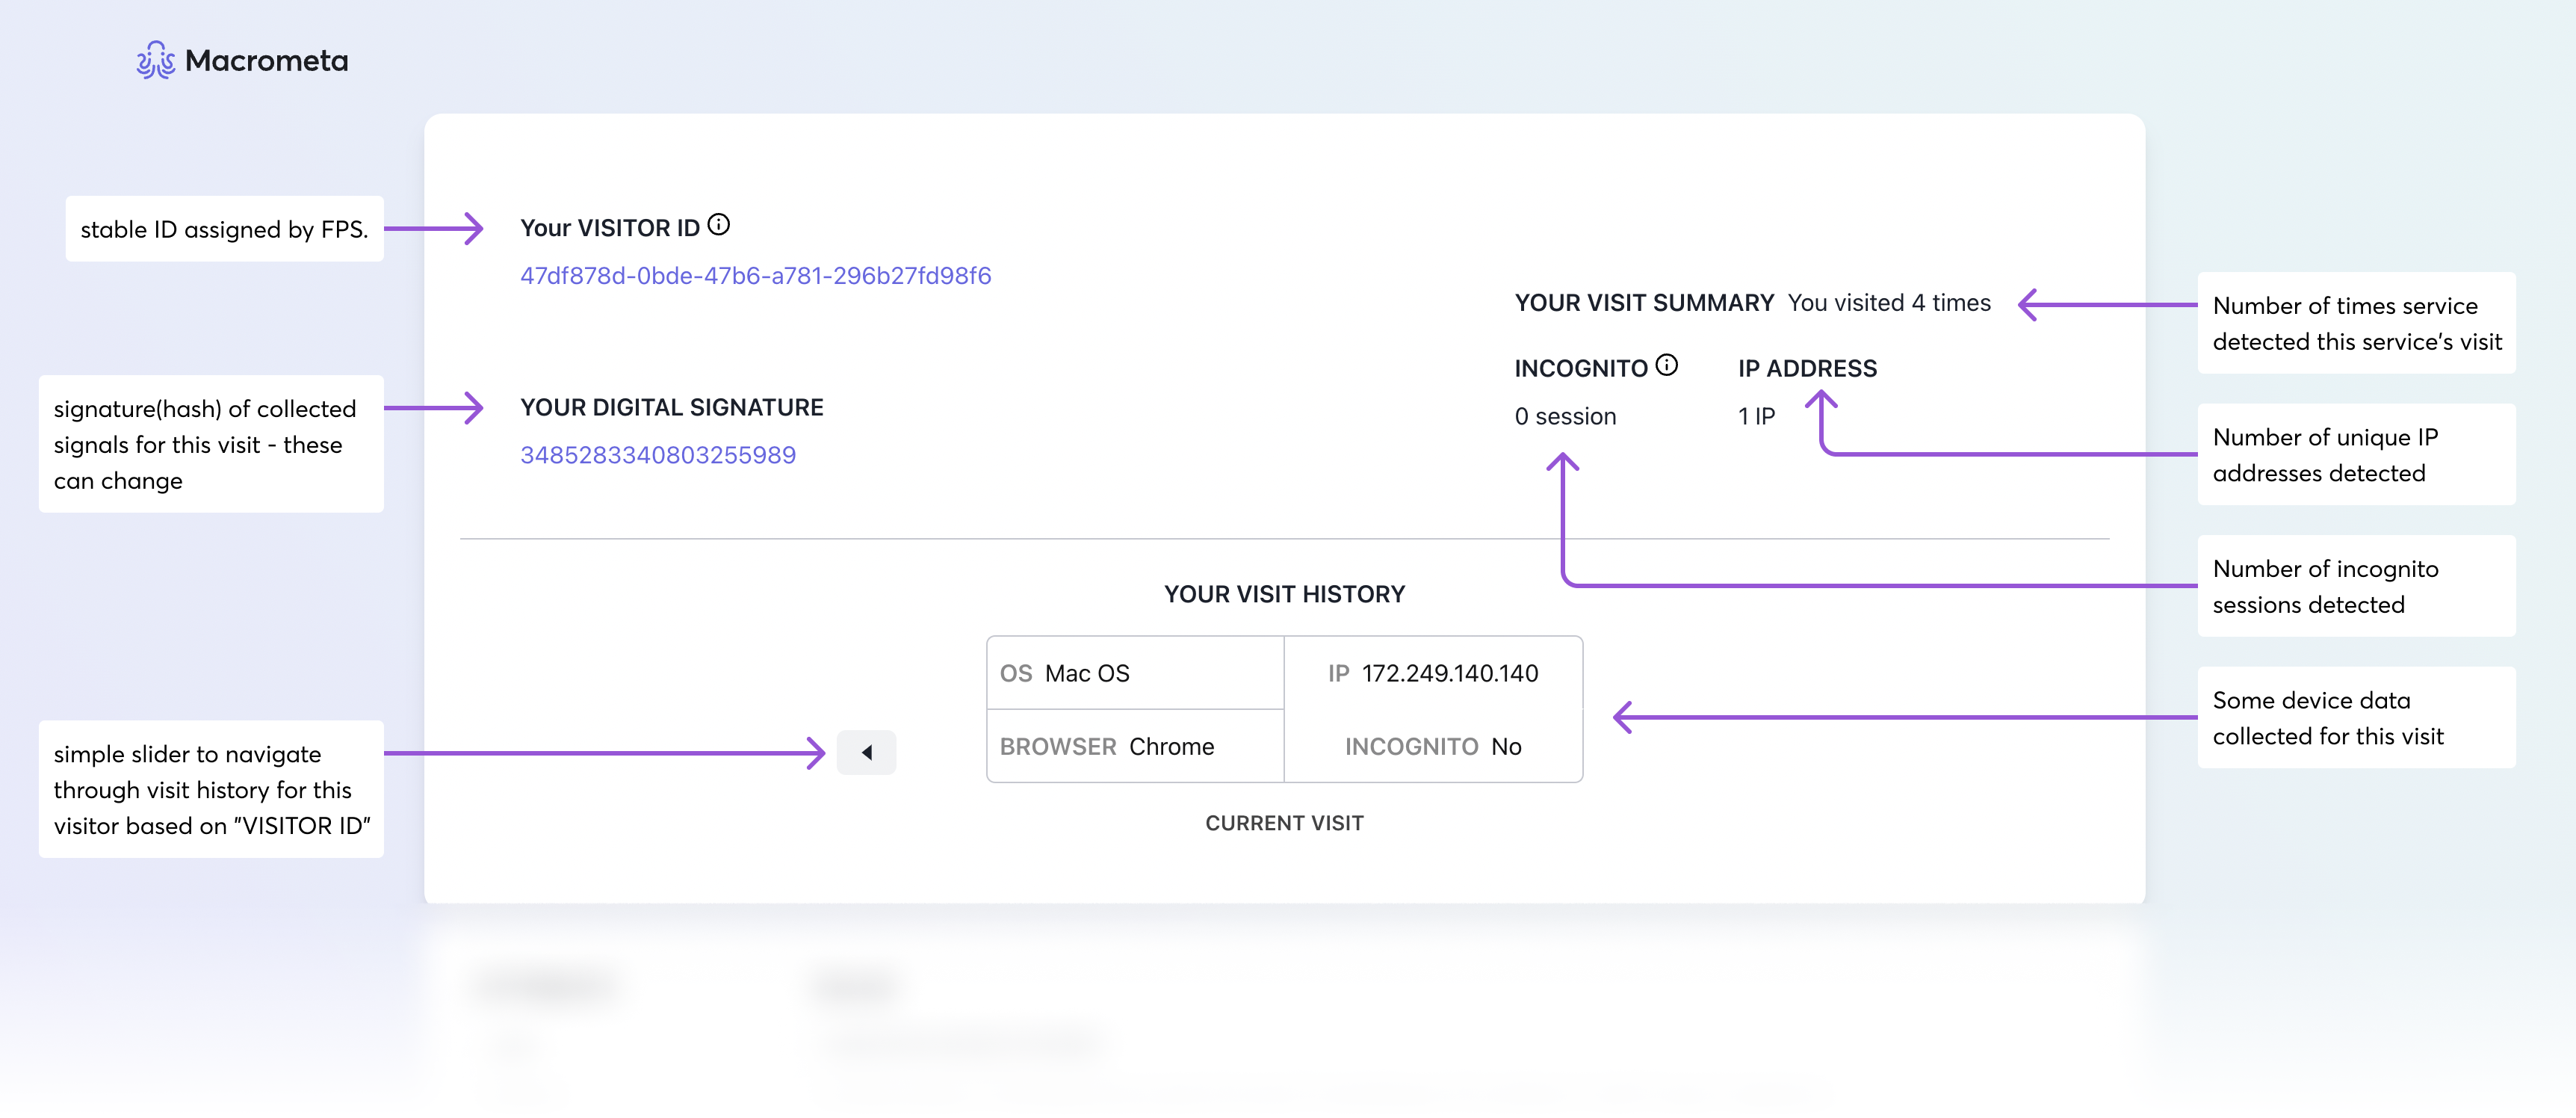 Macrometa
stable ID assigned by FPS.
Your VISITOR ID
47df878d-0bde-47b6-a781-296b27fd98f6
signature(hash) of collected
signals for this visit - these
can change
YOUR DIGITAL SIGNATURE
3485283340803255989
YOUR VISIT SUMMARY You visited 4 times
INCOGNITO IP ADDRESS
0 session 1 IP
Number of times service
detected this service's visit
Number of unique IP
addresses detected
Number of incognito
sessions detected
YOUR VISIT HISTORY
OS Mac OS IP 172.249.140.140
BROWSER Chrome INCOGNITO No
CURRENT VISIT
simple slider to navigate
through visit history for this
visitor based on "VISITOR ID"
Some device data
collected for this visit